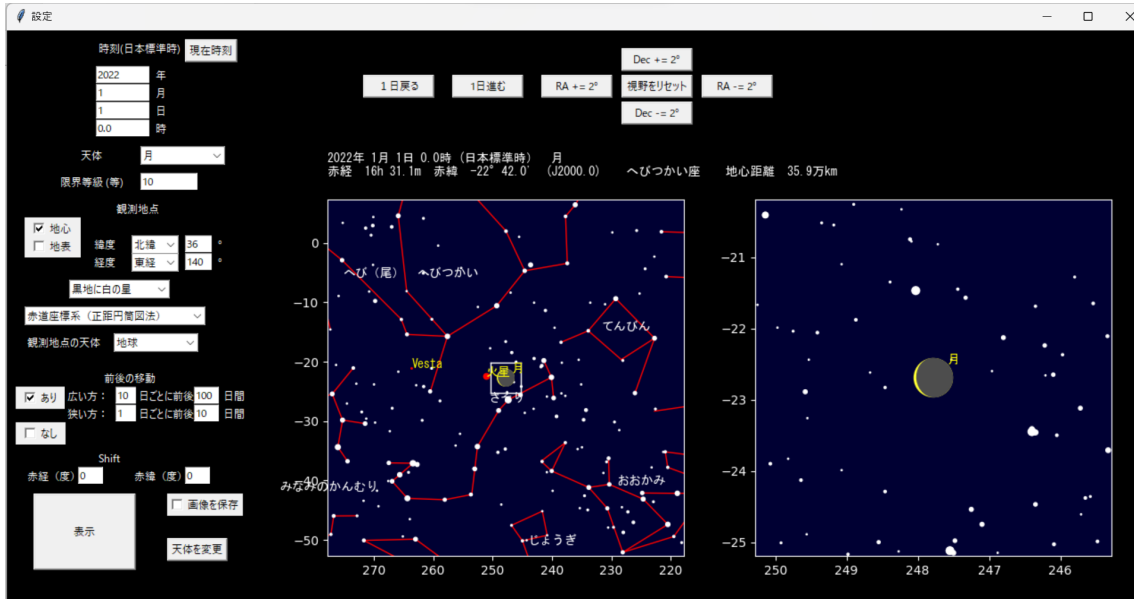 設定
時刻(日本標準時) 現在時刻
2022 年
1 月
1 日
0.0 時
天体 月
限界等級 (等) 10
観測地点
地心
地表
緯度 北緯 36 °
経度 東経 140 °
黒地に白の星
赤道座標系（正距円筒図法）
観測地点の天体 地球
前後の移動
あり 広い方： 10 日ごとに前後 100 日間
狭い方： 1 日ごとに前後 10 日間
なし
Shift
赤経（度） 0 赤緯（度） 0
表示
画像を保存
天体を変更
Dec += 2°
１日戻る 1日進む RA += 2° 視野をリセット RA -= 2°
Dec -= 2°
2022年 1月 1日 0.0時 (日本標準時) 月
赤経 16h 31.1m 赤緯 -22° 42.0′ (J2000.0) へびつかい座 地心距離 35.9万km
0
−10
−20
−30
−40
−50
270 260 250 240 230 220
へび（尾） へびつかい
てんびん
Vesta
火星 月
さそり
みなみのかんむり
おおかみ
じょうぎ
−21
−22
−23
−24
−25
250 249 248 247 246
月